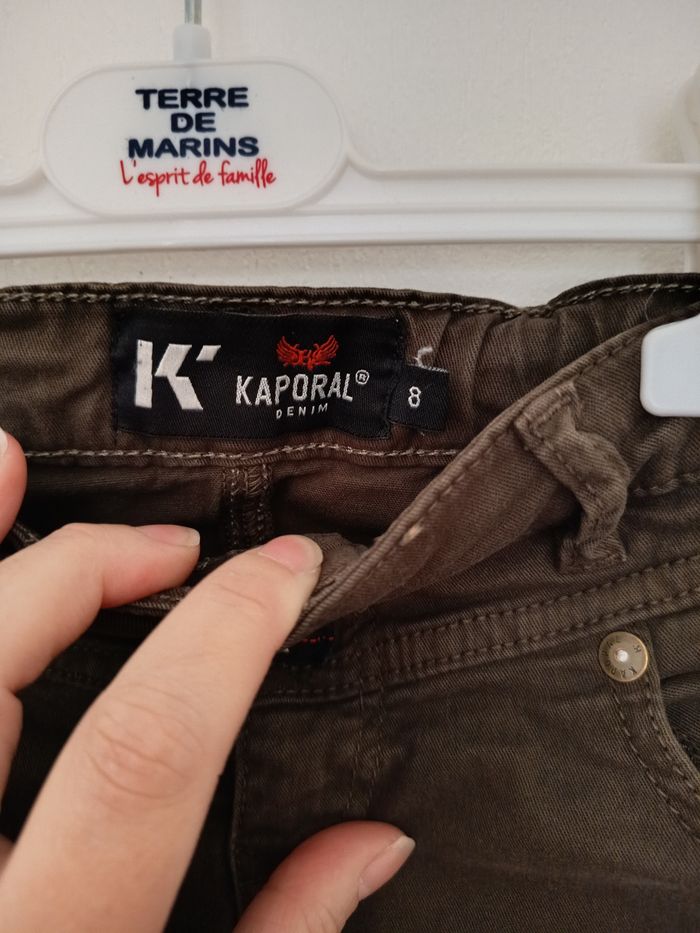 TERRE
DE
MARINS
L'esprit de famille
K'
KAPORAL®
DENIM
8